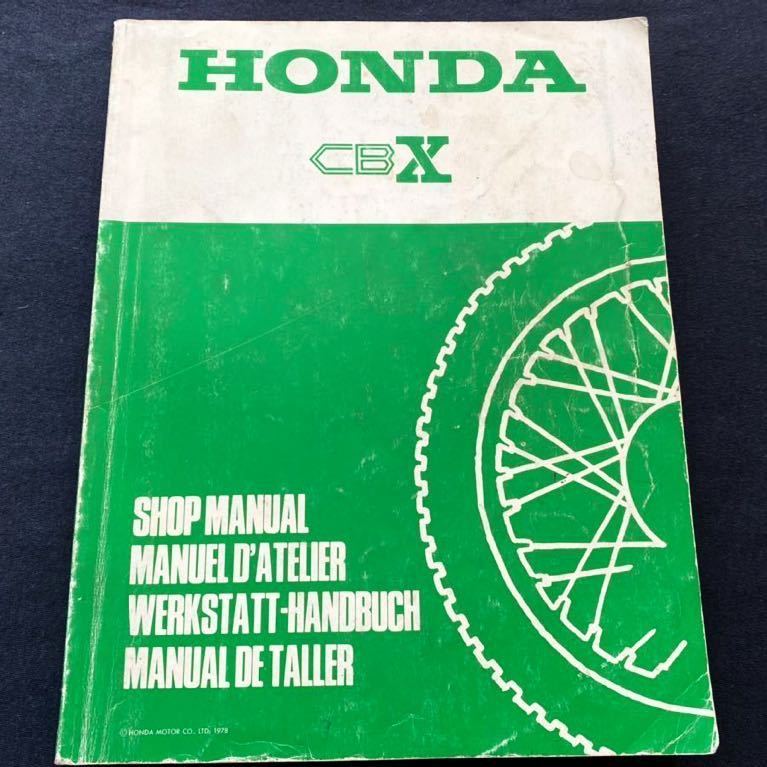 HONDA
CBX
SHOP MANUAL
MANUEL D'ATELIER
WERKSTATT-HANDBUCH
MANUAL DE TALLER
© HONDA MOTOR CO., LTD. 1978